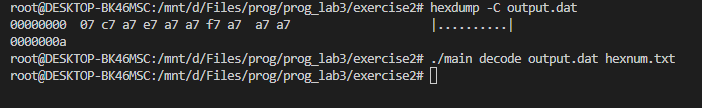 root@DESKTOP-BK46MSC:/mnt/d/Files/prog/prog_lab3/exercise2# hexdump -C output.dat
00000000  07 c7 a7 e7 a7 a7 f7 a7  a7 a7                    |..........|
0000000a
root@DESKTOP-BK46MSC:/mnt/d/Files/prog/prog_lab3/exercise2# ./main decode output.dat hexnum.txt
root@DESKTOP-BK46MSC:/mnt/d/Files/prog/prog_lab3/exercise2#